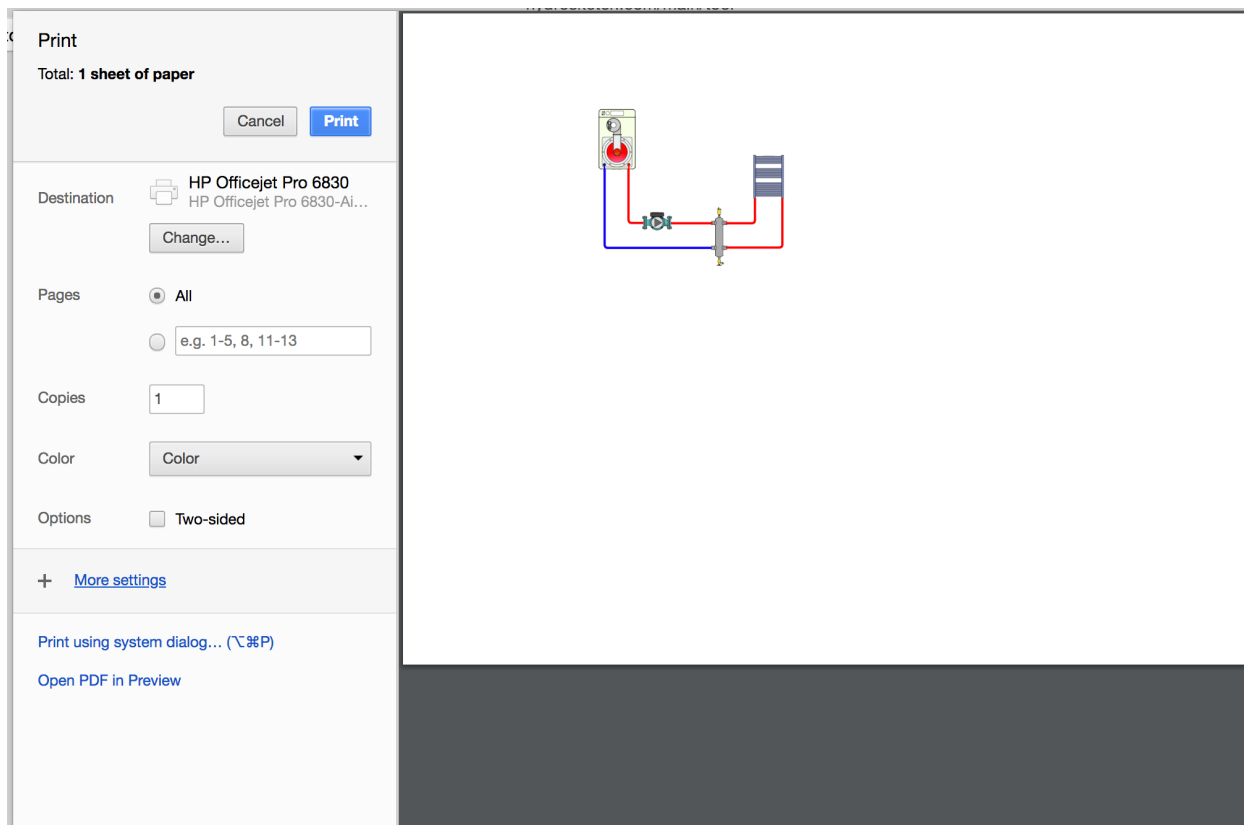 Print
Total: 1 sheet of paper
Cancel
Print
Destination
HP Officejet Pro 6830
HP Officejet Pro 6830-Ai...
Change...
Pages
All
e.g. 1-5, 8, 11-13
Copies
1
Color
Color
Options
Two-sided
+ More settings
Print using system dialog... (⌥⌘P)
Open PDF in Preview